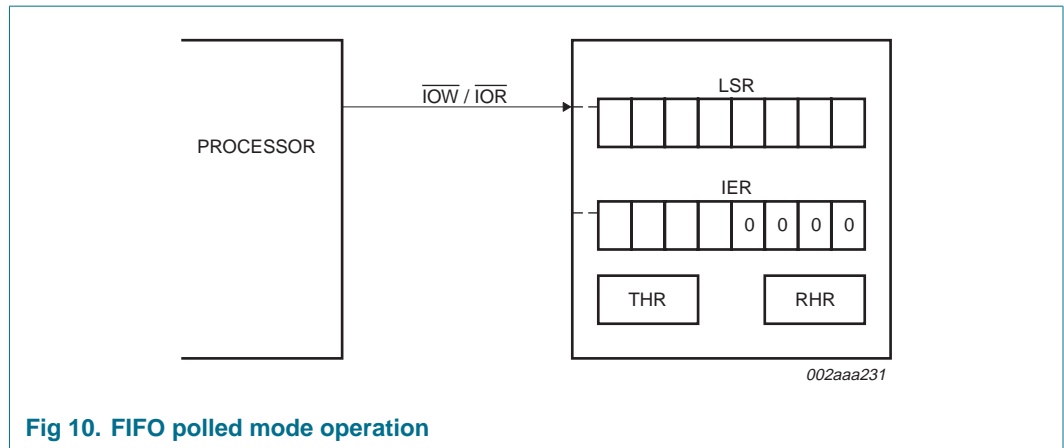 LSR
IOW / IOR
PROCESSOR
IER
0 0 0 0
THR RHR
002aaa231
Fig 10. FIFO polled mode operation